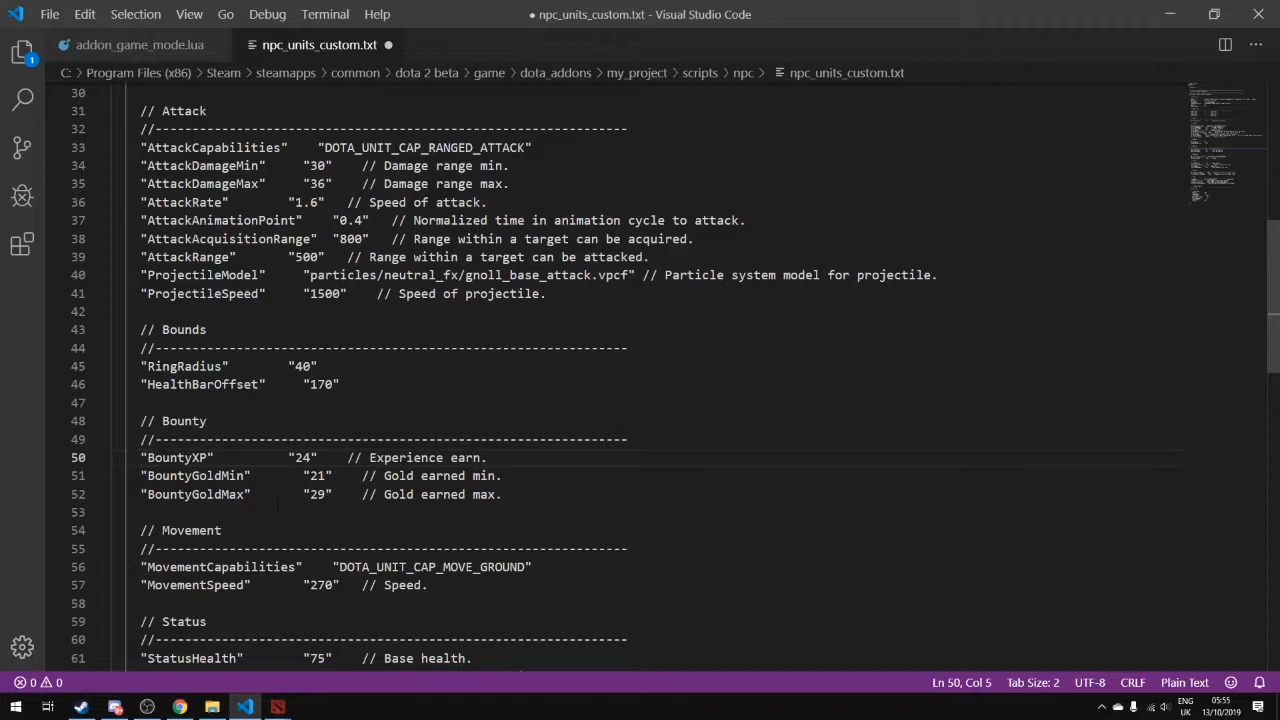 File Edit Selection View Go Debug Terminal Help ● npc_units_custom.txt - Visual Studio Code
addon_game_mode.lua npc_units_custom.txt ●
C: > Program Files (x86) > Steam > steamapps > common > dota 2 beta > game > dota_addons > my_project > scripts > npc > npc_units_custom.txt
1
30
31 // Attack
32 //----------------------------------------------------------------
33 "AttackCapabilities" "DOTA_UNIT_CAP_RANGED_ATTACK"
34 "AttackDamageMin" "30" // Damage range min.
35 "AttackDamageMax" "36" // Damage range max.
36 "AttackRate" "1.6" // Speed of attack.
37 "AttackAnimationPoint" "0.4" // Normalized time in animation cycle to attack.
38 "AttackAcquisitionRange" "800" // Range within a target can be acquired.
39 "AttackRange" "500" // Range within a target can be attacked.
40 "ProjectileModel" "particles/neutral_fx/gnoll_base_attack.vpcf" // Particle system model for projectile.
41 "ProjectileSpeed" "1500" // Speed of projectile.
42
43 // Bounds
44 //----------------------------------------------------------------
45 "RingRadius" "40"
46 "HealthBarOffset" "170"
47
48 // Bounty
49 //----------------------------------------------------------------
50 "BountyXP" "24" // Experience earn.
51 "BountyGoldMin" "21" // Gold earned min.
52 "BountyGoldMax" "29" // Gold earned max.
53
54 // Movement
55 //----------------------------------------------------------------
56 "MovementCapabilities" "DOTA_UNIT_CAP_MOVE_GROUND"
57 "MovementSpeed" "270" // Speed.
58
59 // Status
60 //----------------------------------------------------------------
61 "StatusHealth" "75" // Base health.
0 0 Ln 50, Col 5 Tab Size: 2 UTF-8 CRLF Plain Text
ENG 05:55
UK 13/10/2019